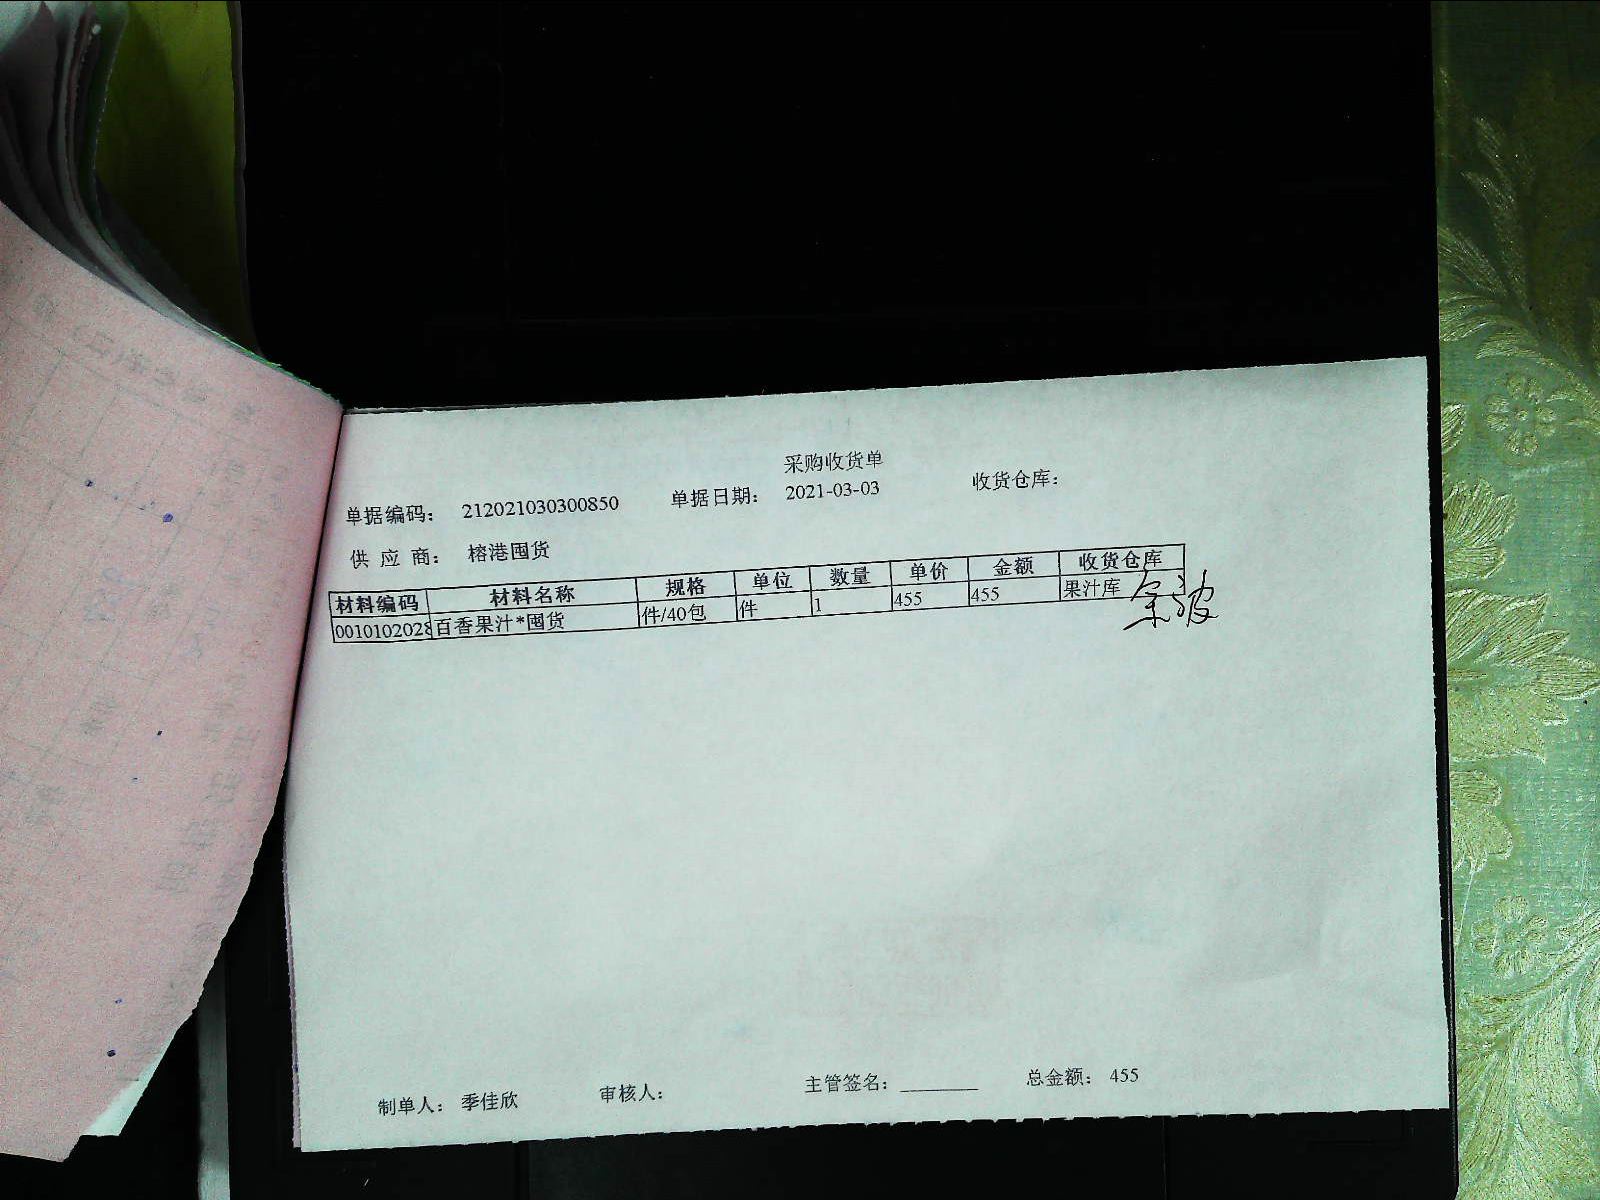 采购收货单
单据编码： 212021030300850 单据日期： 2021-03-03 收货仓库：
供 应 商： 榕港囤货
材料编码 材料名称 规格 单位 数量 单价 金额 收货仓库
0010102028 百香果汁*囤货 件/40包 件 1 455 455 果汁库
余波
制单人： 季佳欣 审核人： 主管签名：________ 总金额： 455